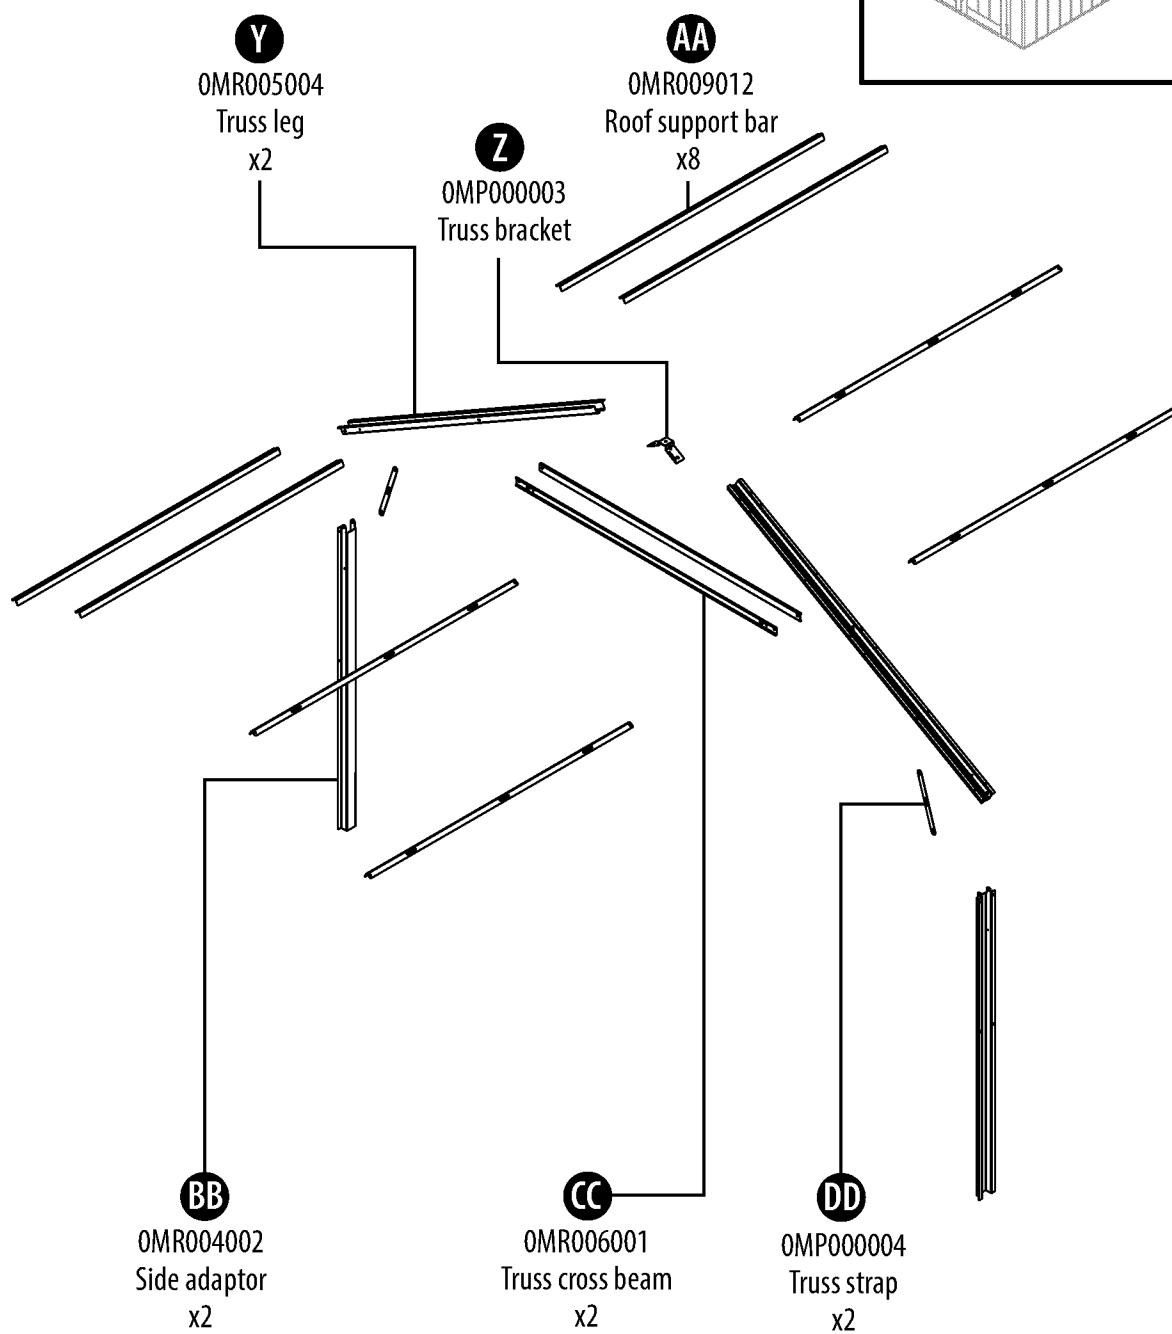 Y
0MR005004
Truss leg
x2
AA
0MR009012
Roof support bar
x8
Z
0MP000003
Truss bracket
BB
0MR004002
Side adaptor
x2
CC
0MR006001
Truss cross beam
x2
DD
0MP000004
Truss strap
x2